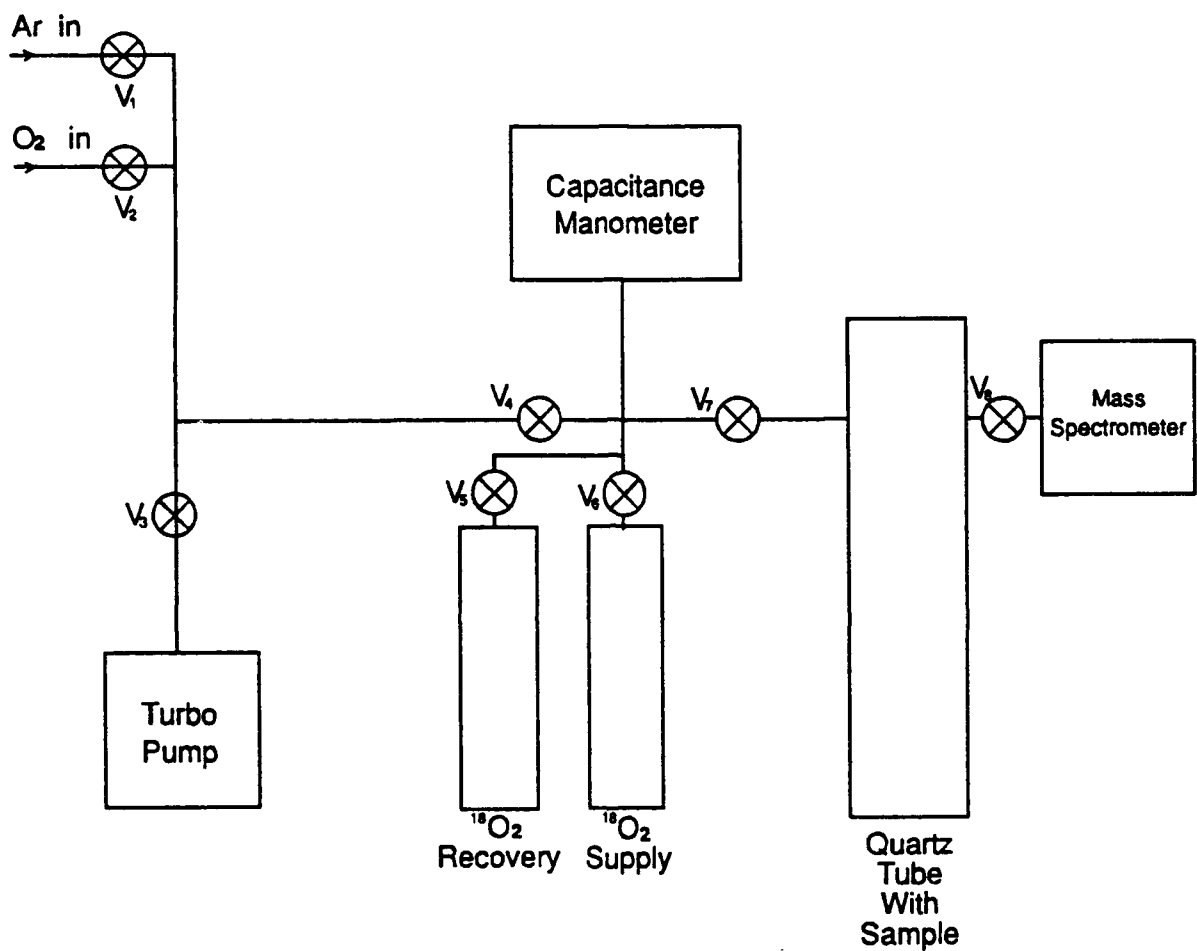 Ar in
V₁
O₂ in
V₂
Capacitance
Manometer
V₄
V₇
V₈
Mass
Spectrometer
V₃
V₅
V₆
Turbo
Pump
¹⁸O₂
Recovery
¹⁸O₂
Supply
Quartz
Tube
With
Sample